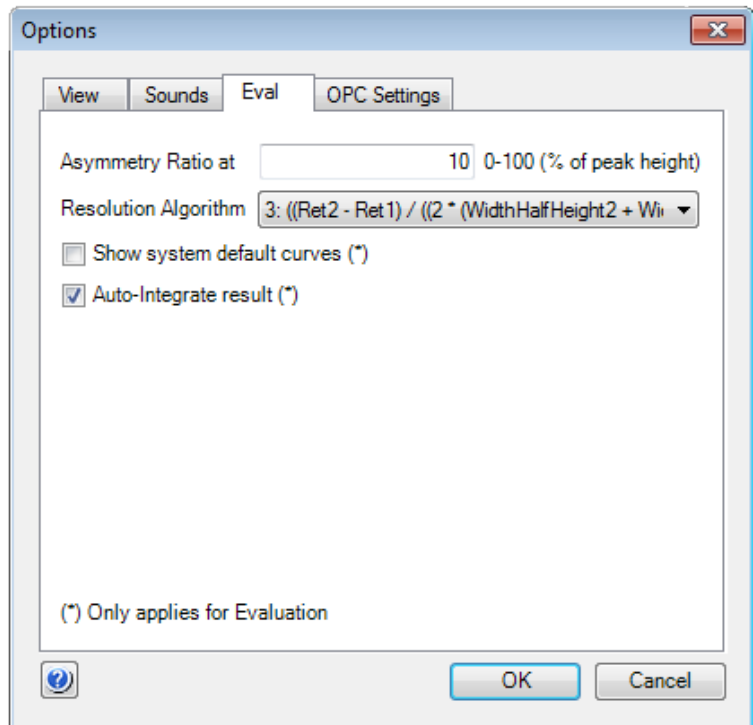 Options
View Sounds Eval OPC Settings
Asymmetry Ratio at 10 0-100 (% of peak height)
Resolution Algorithm 3: ((Ret2 - Ret1) / ((2 * (WidthHalfHeight2 +
Show system default curves (*)
Auto-Integrate result (*)
(*) Only applies for Evaluation
? OK Cancel